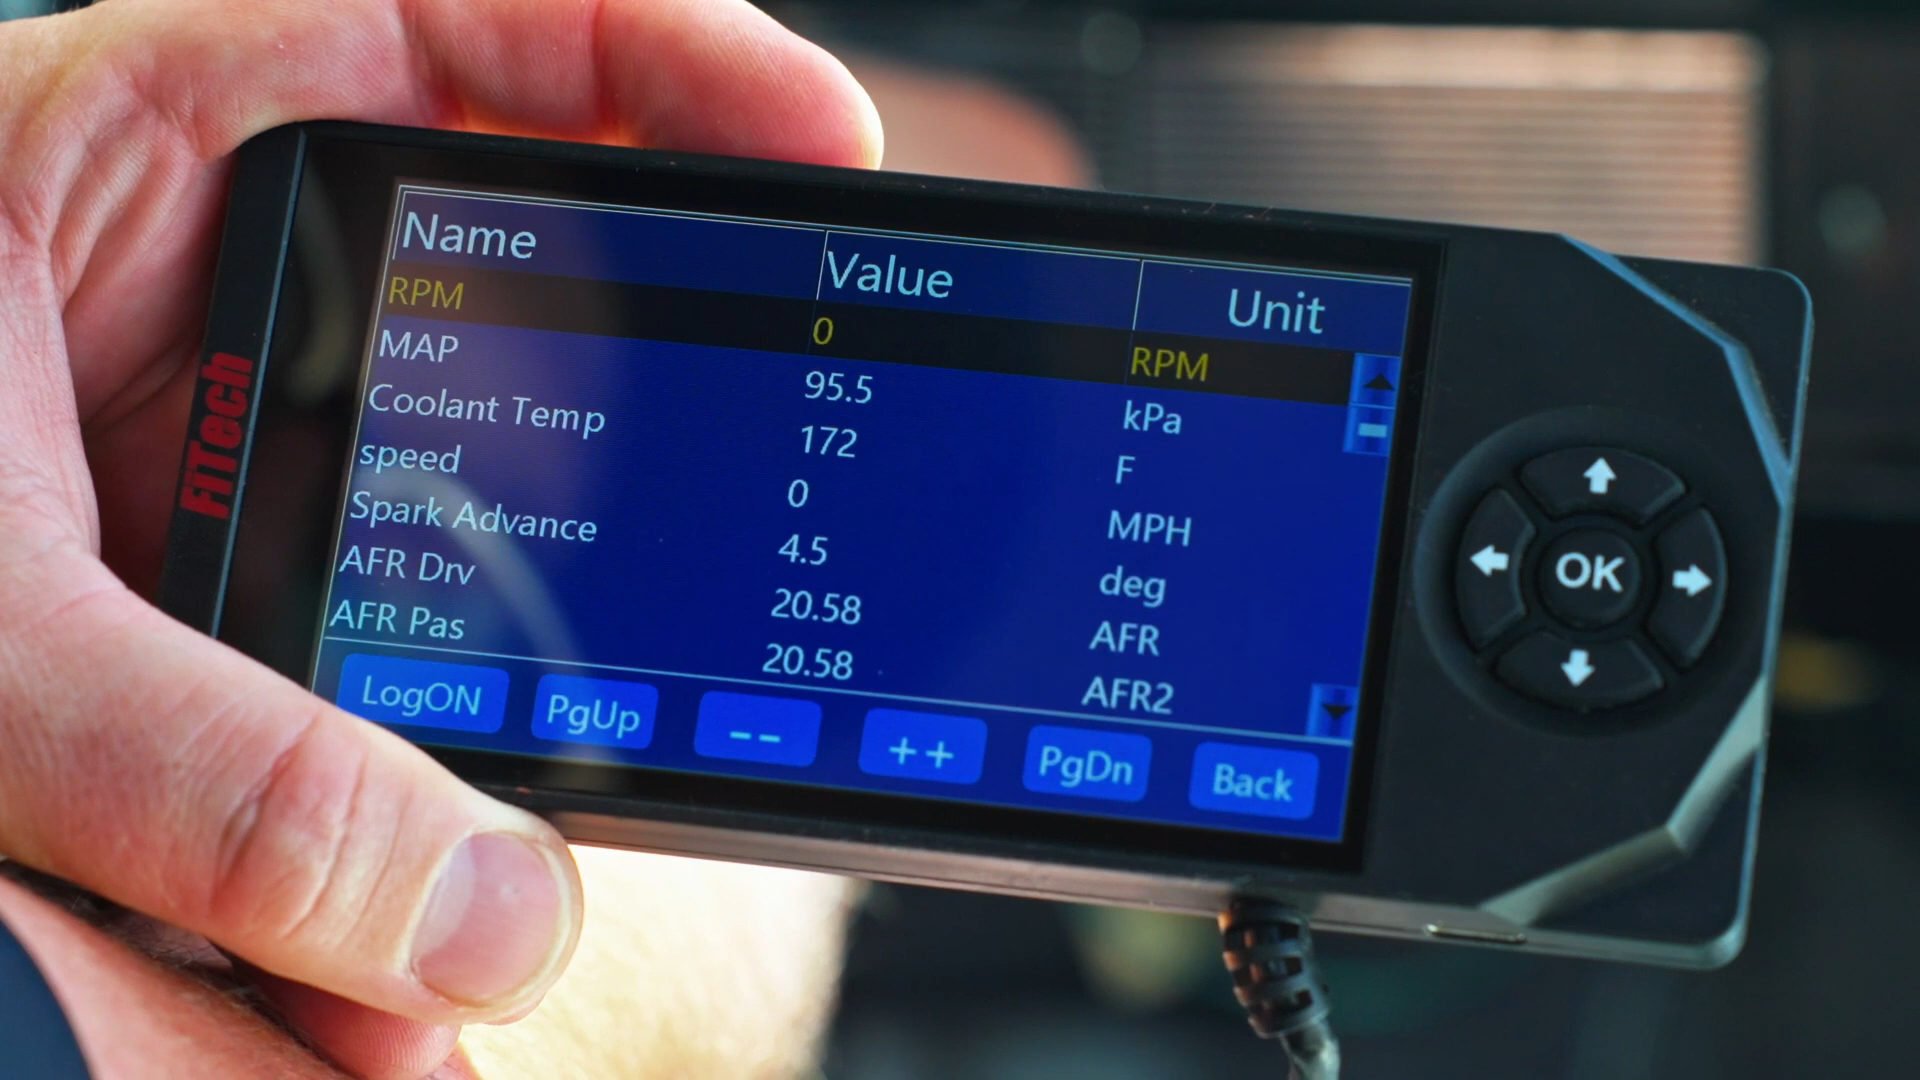 FiTech
Name Value Unit
RPM 0 RPM
MAP 95.5 kPa
Coolant Temp 172 F
speed 0 MPH
Spark Advance 4.5 deg
AFR Drv 20.58 AFR
AFR Pas 20.58 AFR2
LogON PgUp -- ++ PgDn Back
OK